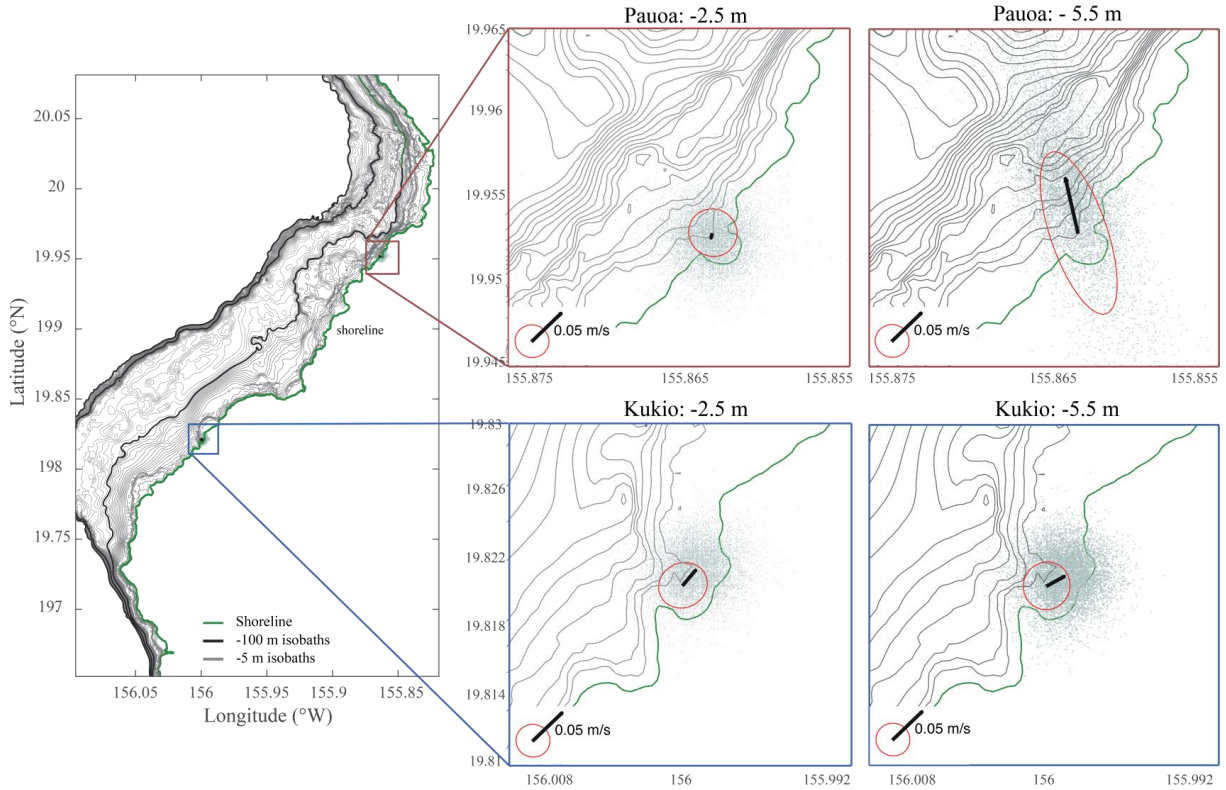 Pauoa: -2.5 m
Pauoa: - 5.5 m
19.965
19.96
19.955
19.95
19.945
0.05 m/s
0.05 m/s
155.875
155.865
155.855
155.875
155.865
155.855
20.05
20
19.95
199
19.85
198
19.75
197
Latitude (°N)
shoreline
Shoreline
-100 m isobaths
-5 m isobaths
156.05
156
155.95
155.9
155.85
Longitude (°W)
Kukio: -2.5 m
Kukio: -5.5 m
19.83
19.826
19.822
19.818
19.814
19.81
0.05 m/s
0.05 m/s
156.008
156
155.992
156.008
156
155.992